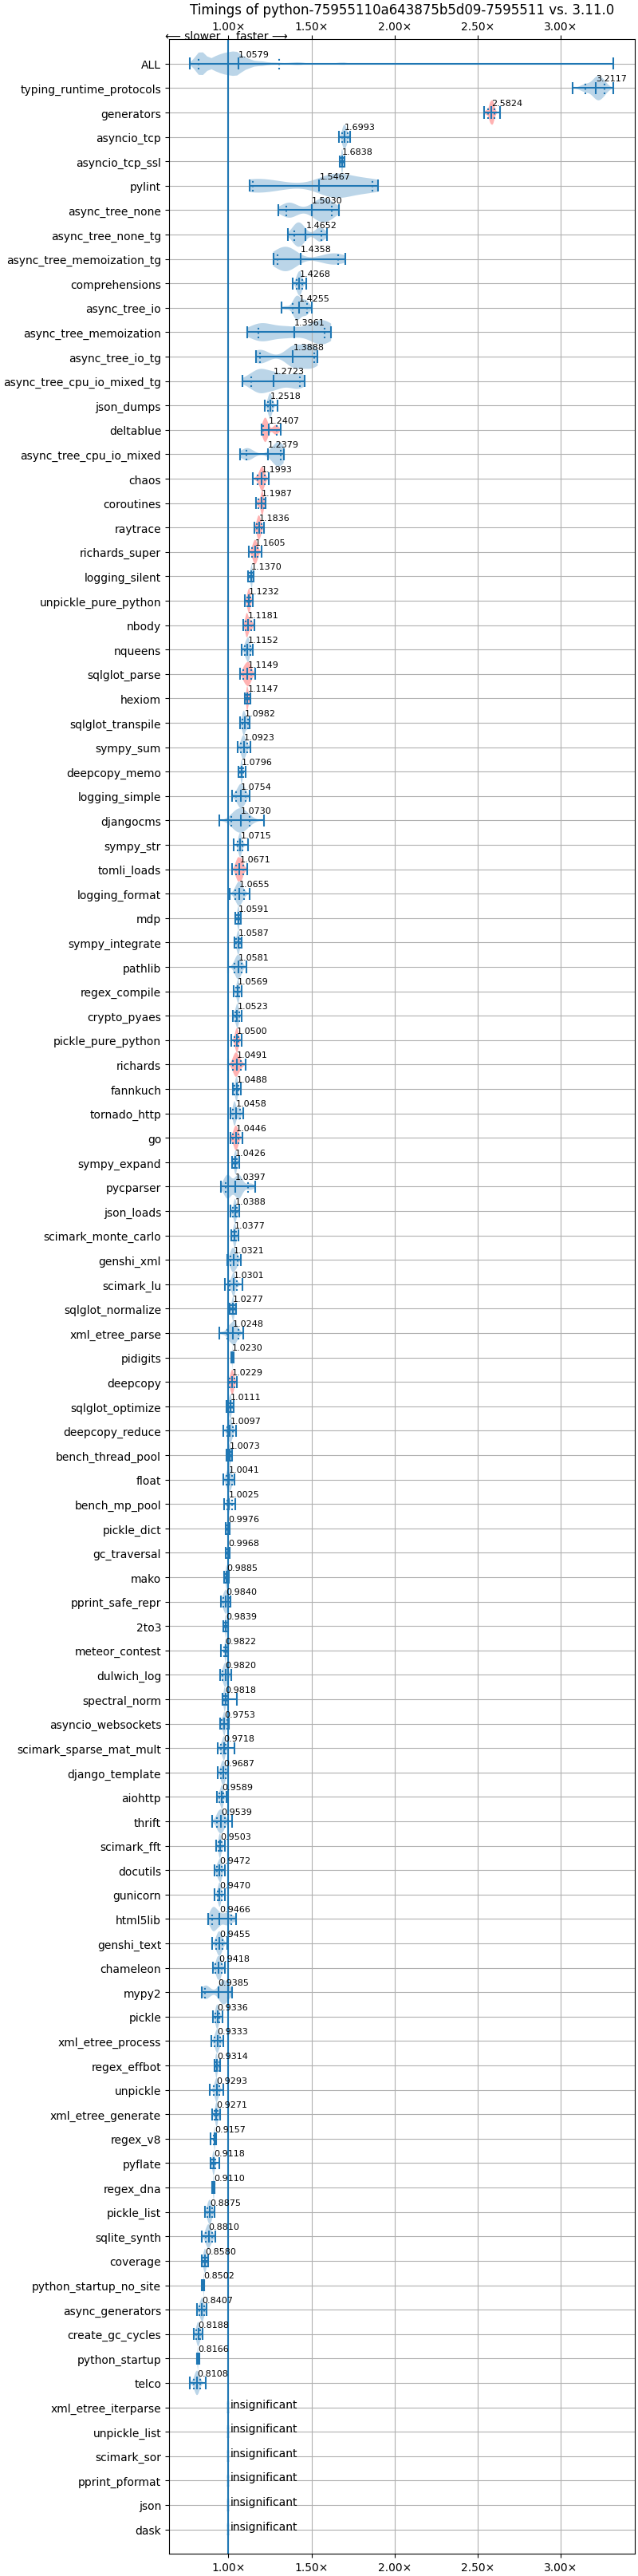 Timings of python-75955110a643875b5d09-7595511 vs. 3.11.0
1.00× 1.50× 2.00× 2.50× 3.00×
⟵ slower faster ⟶
ALL 1.0579
typing_runtime_protocols 3.2117
generators 2.5824
asyncio_tcp 1.6993
asyncio_tcp_ssl 1.6838
pylint 1.5467
async_tree_none 1.5030
async_tree_none_tg 1.4652
async_tree_memoization_tg 1.4358
comprehensions 1.4268
async_tree_io 1.4255
async_tree_memoization 1.3961
async_tree_io_tg 1.3888
async_tree_cpu_io_mixed_tg 1.2723
json_dumps 1.2518
deltablue 1.2407
async_tree_cpu_io_mixed 1.2379
chaos 1.1993
coroutines 1.1987
raytrace 1.1836
richards_super 1.1605
logging_silent 1.1370
unpickle_pure_python 1.1232
nbody 1.1181
nqueens 1.1152
sqlglot_parse 1.1149
hexiom 1.1147
sqlglot_transpile 1.0982
sympy_sum 1.0923
deepcopy_memo 1.0796
logging_simple 1.0754
djangocms 1.0730
sympy_str 1.0715
tomli_loads 1.0671
logging_format 1.0655
mdp 1.0591
sympy_integrate 1.0587
pathlib 1.0581
regex_compile 1.0569
crypto_pyaes 1.0523
pickle_pure_python 1.0500
richards 1.0491
fannkuch 1.0488
tornado_http 1.0458
go 1.0446
sympy_expand 1.0426
pycparser 1.0397
json_loads 1.0388
scimark_monte_carlo 1.0377
genshi_xml 1.0321
scimark_lu 1.0301
sqlglot_normalize 1.0277
xml_etree_parse 1.0248
pidigits 1.0230
deepcopy 1.0229
sqlglot_optimize 1.0111
deepcopy_reduce 1.0097
bench_thread_pool 1.0073
float 1.0041
bench_mp_pool 1.0025
pickle_dict 0.9976
gc_traversal 0.9968
mako 0.9885
pprint_safe_repr 0.9840
2to3 0.9839
meteor_contest 0.9822
dulwich_log 0.9820
spectral_norm 0.9818
asyncio_websockets 0.9753
scimark_sparse_mat_mult 0.9718
django_template 0.9687
aiohttp 0.9589
thrift 0.9539
scimark_fft 0.9503
docutils 0.9472
gunicorn 0.9470
html5lib 0.9466
genshi_text 0.9455
chameleon 0.9418
mypy2 0.9385
pickle 0.9336
xml_etree_process 0.9333
regex_effbot 0.9314
unpickle 0.9293
xml_etree_generate 0.9271
regex_v8 0.9157
pyflate 0.9118
regex_dna 0.9110
pickle_list 0.8875
sqlite_synth 0.8810
coverage 0.8580
python_startup_no_site 0.8502
async_generators 0.8407
create_gc_cycles 0.8188
python_startup 0.8166
telco 0.8108
xml_etree_iterparse insignificant
unpickle_list insignificant
scimark_sor insignificant
pprint_pformat insignificant
json insignificant
dask insignificant
1.00× 1.50× 2.00× 2.50× 3.00×